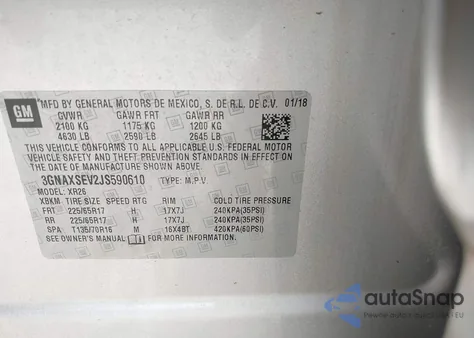 GM
MFD BY GENERAL MOTORS DE MEXICO, S. DE R.L. DE C.V. 01/18
GVWR GAWR FRT GAWR RR
2100 KG 1175 KG 1200 KG
4630 LB 2590 LB 2645 LB
THIS VEHICLE CONFORMS TO ALL APPLICABLE U.S. FEDERAL MOTOR
VEHICLE SAFETY AND THEFT PREVENTION STANDARDS IN EFFECT ON THE
DATE OF MANUFACTURE SHOWN ABOVE.
3GNAXSEV2JS590610 TYPE: M.P.V.
MODEL: XR26
XBKM TIRE SIZE SPEED RTG RIM COLD TIRE PRESSURE
FRT 225/65R17 H 17X7J 240KPA(35PSI)
RR 225/65R17 H 17X7J 240KPA(35PSI)
SPA T135/70R16 M 16X4BT 420KPA(60PSI)
SEE OWNER'S MANUAL FOR MORE INFORMATION
autoSnap